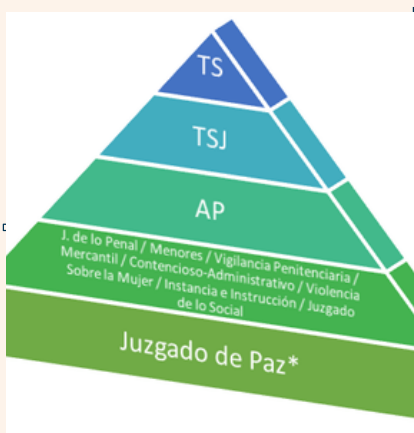 TS
TSJ
AP
J. de lo Penal / Menores / Vigilancia Penitenciaria /
Mercantil / Contencioso-Administrativo / Violencia
Sobre la Mujer / Instancia e Instrucción / Juzgado
de lo Social
Juzgado de Paz*